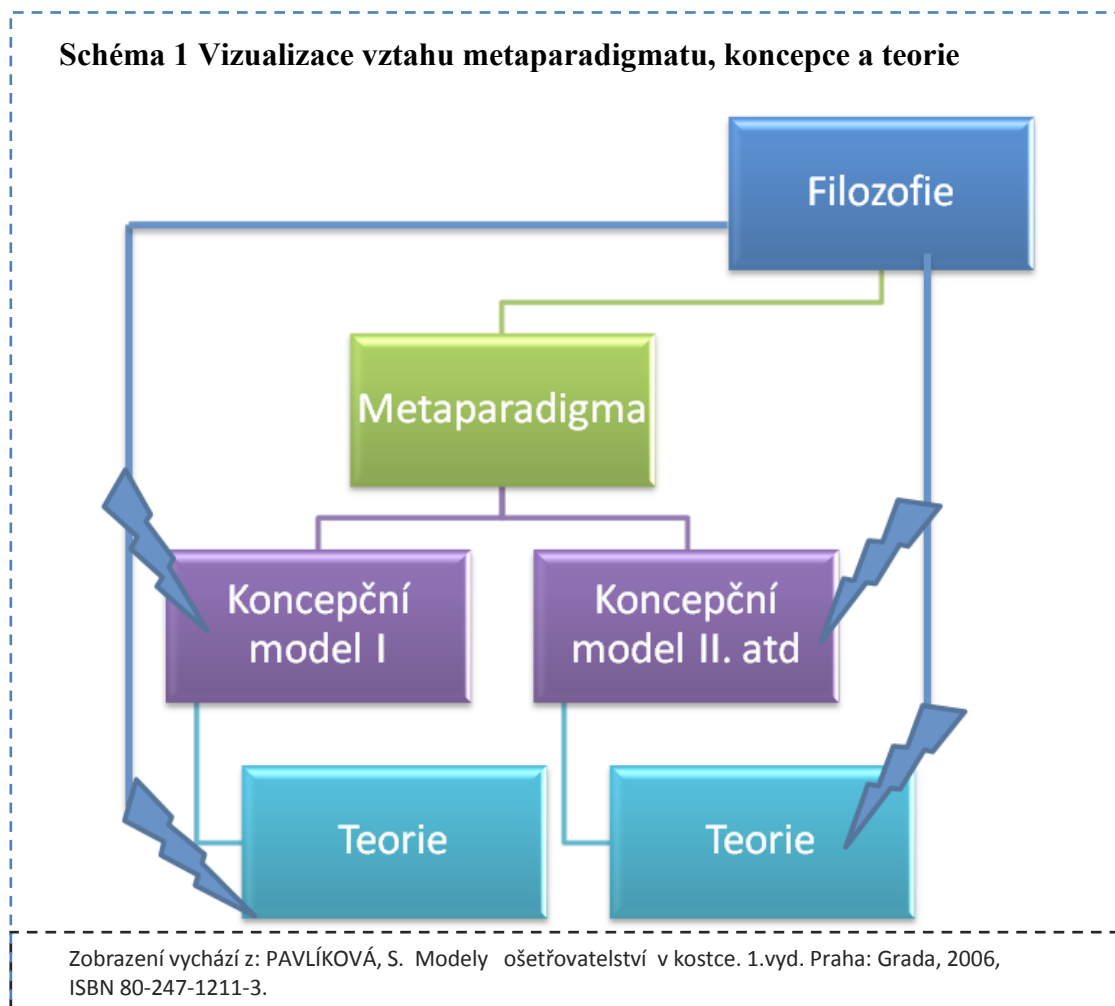 Schéma 1 Vizualizace vztahu metaparadigmatu, koncepce a teorie
Filozofie
Metaparadigma
Koncepční
model I
Koncepční
model II. atd
Teorie
Teorie
Zobrazení vychází z: PAVLÍKOVÁ, S. Modely ošetřovatelství v kostce. 1.vyd. Praha: Grada, 2006,
ISBN 80-247-1211-3.